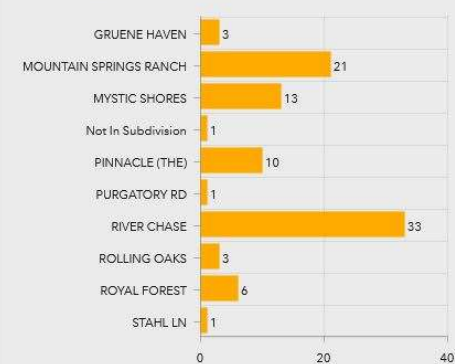 GRUENE HAVEN 3
MOUNTAIN SPRINGS RANCH 21
MYSTIC SHORES 13
Not In Subdivision 1
PINNACLE (THE) 10
PURGATORY RD 1
RIVER CHASE 33
ROLLING OAKS 3
ROYAL FOREST 6
STAHL LN 1
0 20 40